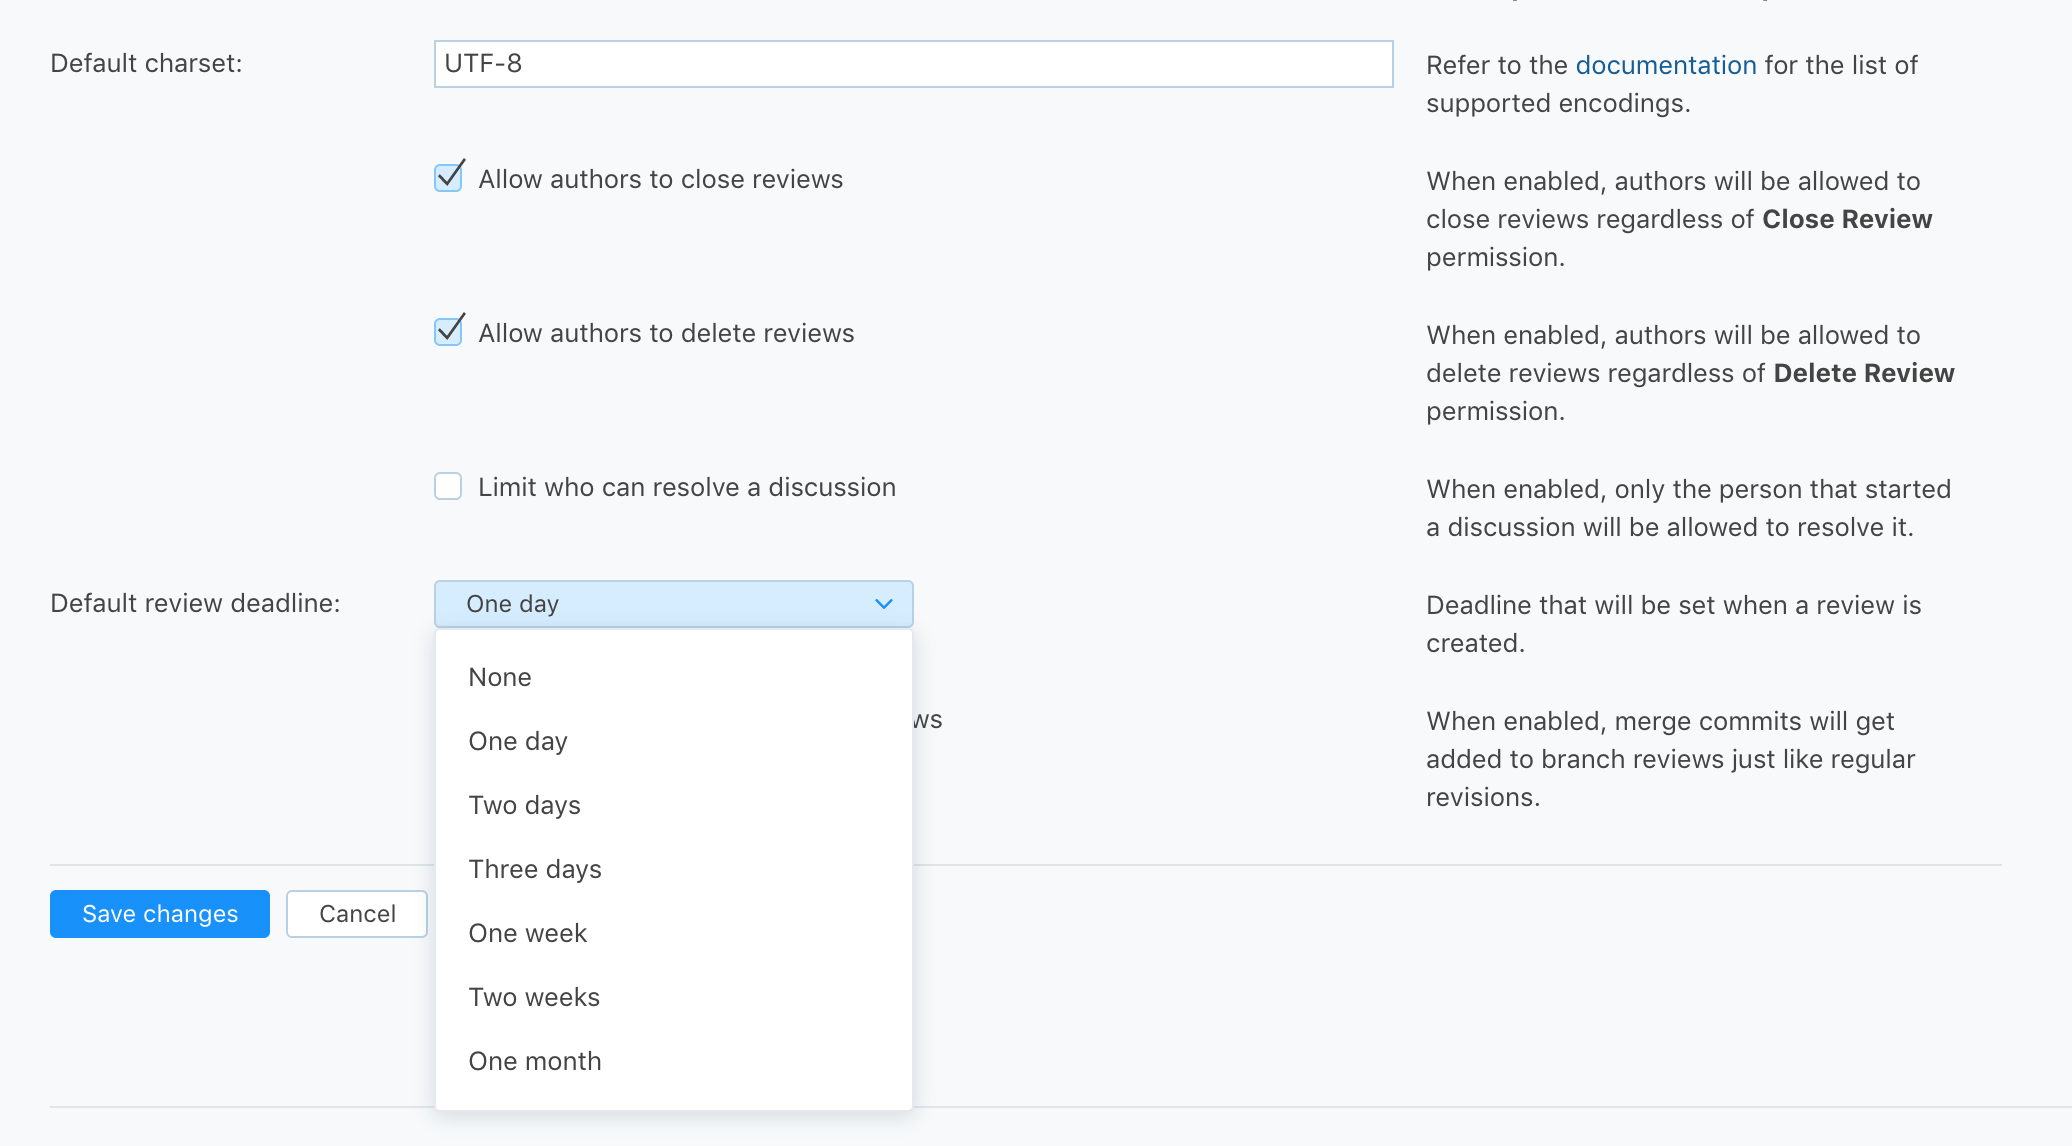 Default charset:
UTF-8
Refer to the documentation for the list of
supported encodings.
Allow authors to close reviews
When enabled, authors will be allowed to
close reviews regardless of Close Review
permission.
Allow authors to delete reviews
When enabled, authors will be allowed to
delete reviews regardless of Delete Review
permission.
Limit who can resolve a discussion
When enabled, only the person that started
a discussion will be allowed to resolve it.
Default review deadline:
One day
Deadline that will be set when a review is
created.
None
One day
Two days
Three days
One week
Two weeks
One month
ws
When enabled, merge commits will get
added to branch reviews just like regular
revisions.
Save changes
Cancel